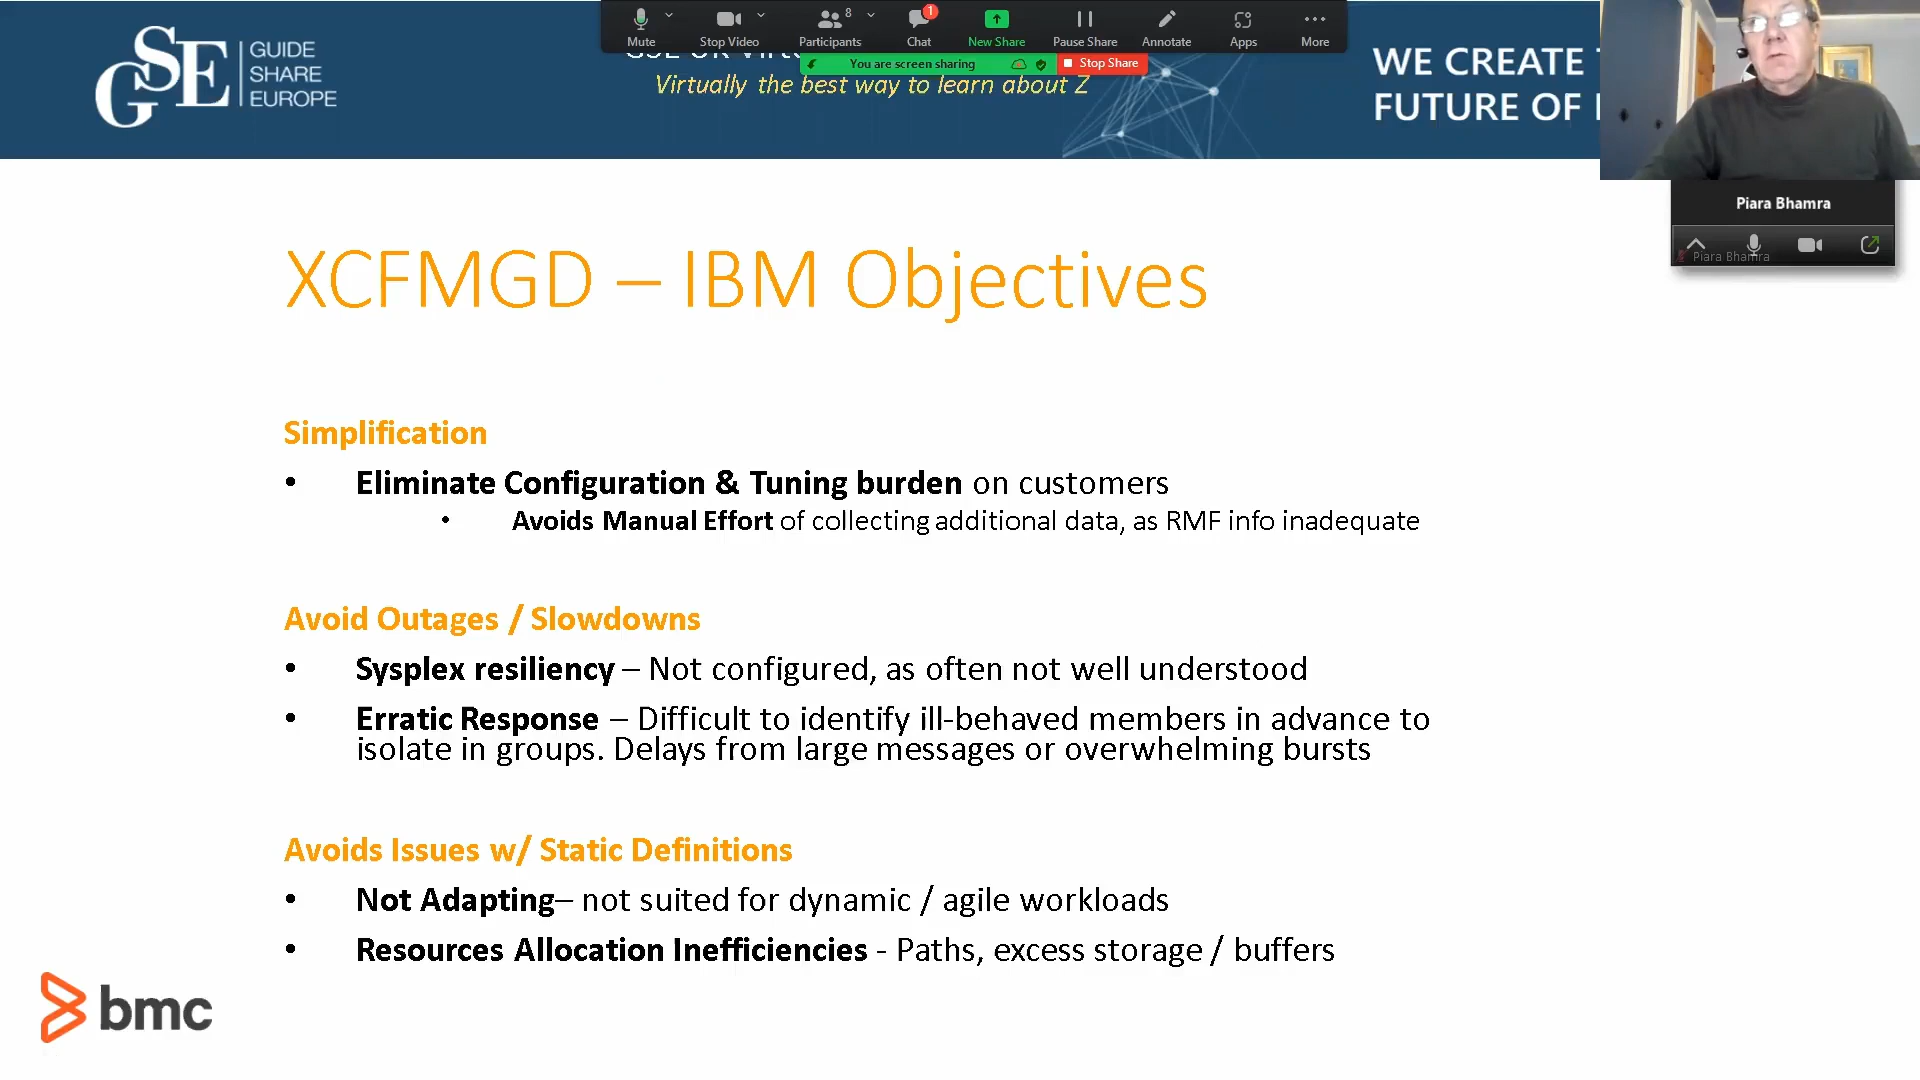 Mute
Stop Video
Participants
8
Chat
1
New Share
Pause Share
Annotate
Apps
More
You are screen sharing
Stop Share
GSE
GUIDE
SHARE
EUROPE
Virtually the best way to learn about Z
WE CREATE
FUTURE OF
Piara Bhamra
Piara Bhamra
XCFMGD – IBM Objectives
Simplification
• Eliminate Configuration & Tuning burden on customers
• Avoids Manual Effort of collecting additional data, as RMF info inadequate
Avoid Outages / Slowdowns
• Sysplex resiliency – Not configured, as often not well understood
• Erratic Response – Difficult to identify ill-behaved members in advance to
isolate in groups. Delays from large messages or overwhelming bursts
Avoids Issues w/ Static Definitions
• Not Adapting– not suited for dynamic / agile workloads
• Resources Allocation Inefficiencies - Paths, excess storage / buffers
bmc